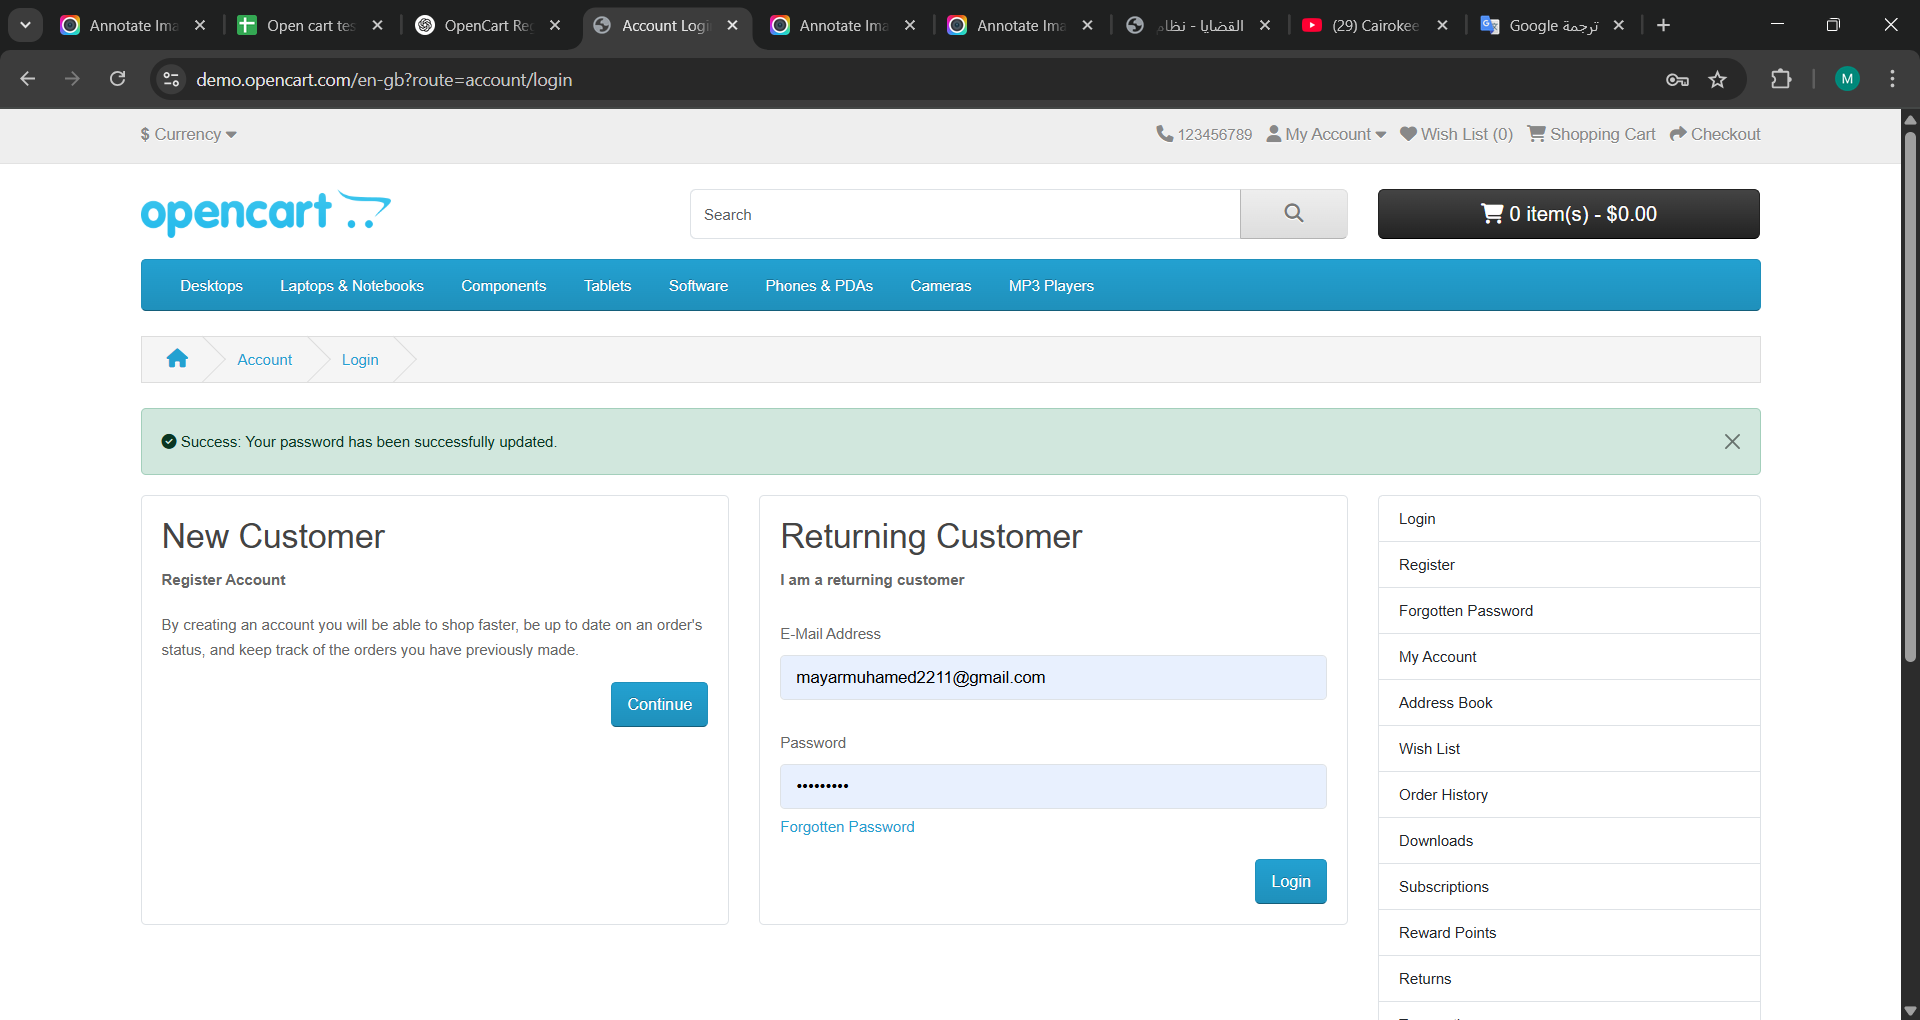 Annotate Ima
Open cart tes
OpenCart Re
Account Login
Annotate Ima
Annotate Ima
القضايا - نظام
(29) Cairokee
ترجمة Google
demo.opencart.com/en-gb?route=account/login
M
$ Currency
123456789
My Account
Wish List (0)
Shopping Cart
Checkout
opencart
Search
0 item(s) - $0.00
Desktops
Laptops & Notebooks
Components
Tablets
Software
Phones & PDAs
Cameras
MP3 Players
Account
Login
Success: Your password has been successfully updated.
New Customer
Register Account
By creating an account you will be able to shop faster, be up to date on an order's
status, and keep track of the orders you have previously made.
Continue
Returning Customer
I am a returning customer
E-Mail Address
mayarmuhamed2211@gmail.com
Password
•••••••••
Forgotten Password
Login
Login
Register
Forgotten Password
My Account
Address Book
Wish List
Order History
Downloads
Subscriptions
Reward Points
Returns